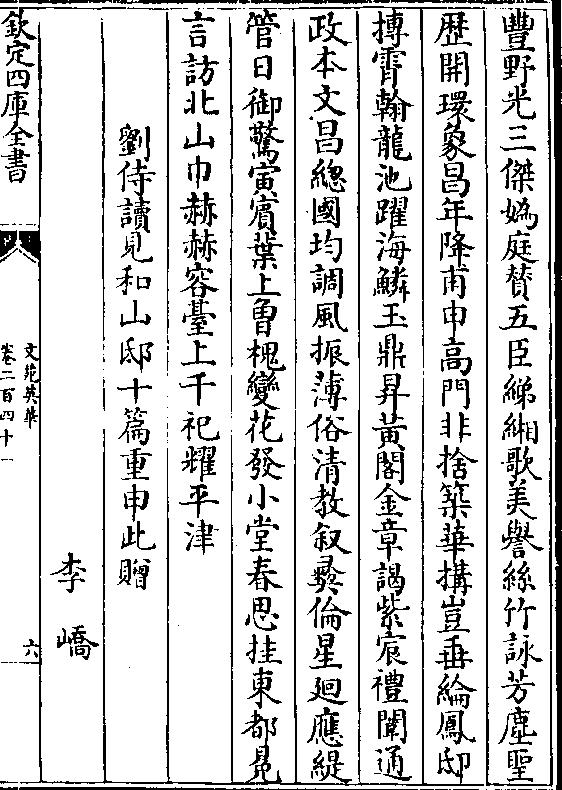 豐野光三傑媯庭贊五臣綈緗歌美譽絲竹詠芳塵聖
歴開環象昌年降甫申高門非捨築華搆豈垂綸鳳邸
摶霄翰龍池躍海鱗玉鼎昇黃閣金章謁紫宸禮闈通
政本文昌總國均調風振薄俗清教叙彛倫星廻應緹
管日御驚寅賓葉上曾槐變花發小堂春思挂東都冕
言訪北山巾赫赫容臺上千祀耀平津
劉侍讀見和山邸十篇重申此贈
李嶠
欽定四庫全書
文苑英華
卷二百四十一
六